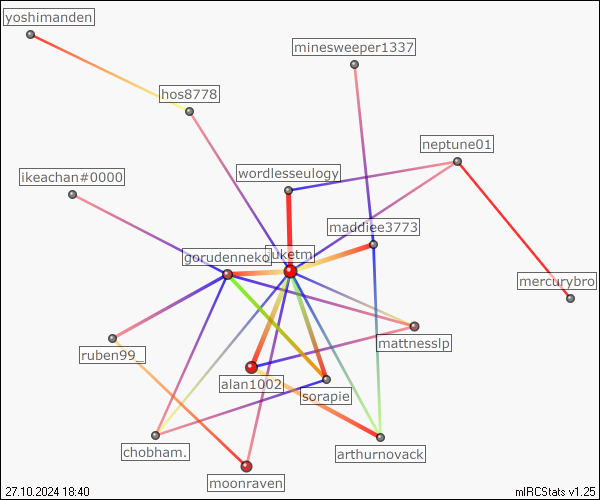 yoshimanden
minesweeper1337
hos8778
neptune01
ikeachan#0000
wordlesseulogy
maddiee3773
gorudenneko
uketm
mercurybro
mattnesslp
ruben99_
alan1002
sorapie
chobham.
arthurnovack
moonraven
27.10.2024 18:40
mIRCStats v1.25